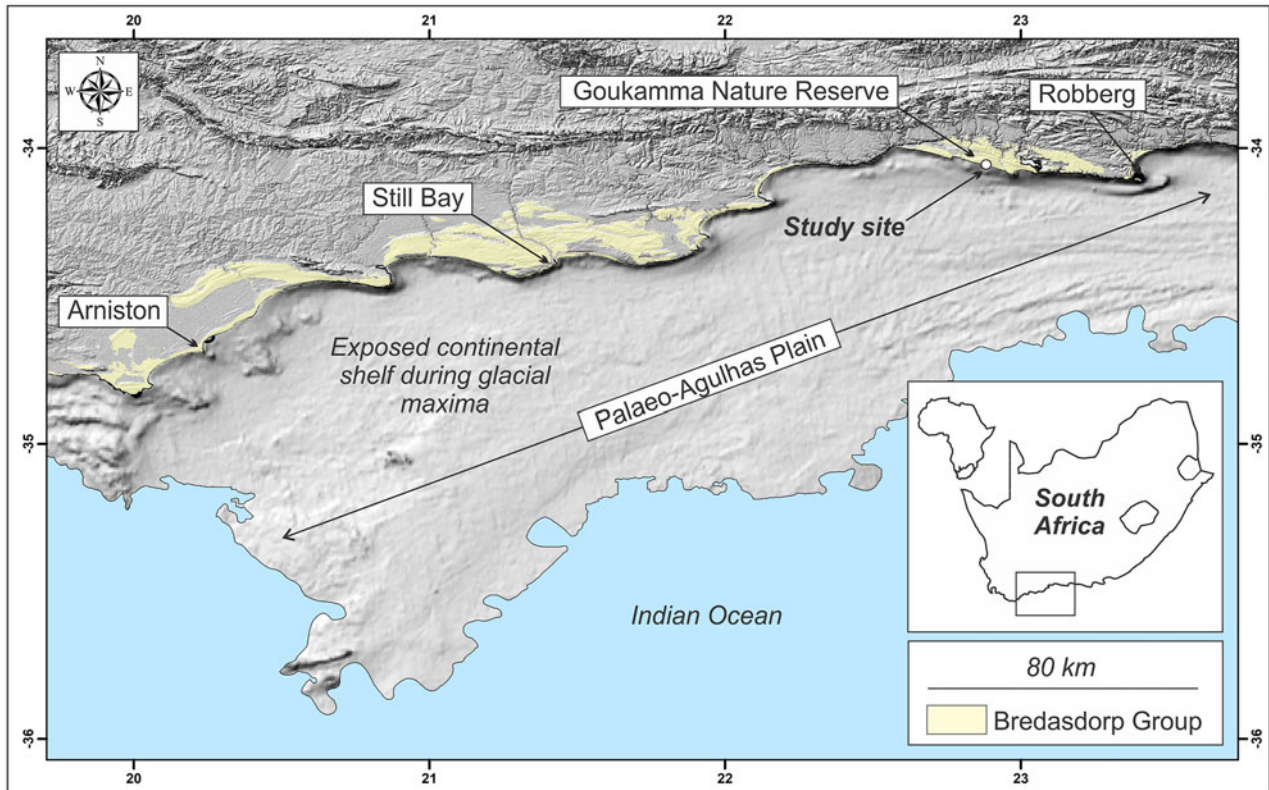 20
21
22
23
N
W
E
S
Goukamma Nature Reserve
Robberg
-34
-34
Still Bay
Study site
Arniston
Exposed continental
shelf during glacial
maxima
Palaeo-Agulhas Plain
-35
-35
South
Africa
Indian Ocean
80 km
Bredasdorp Group
-36
-36
20
21
22
23